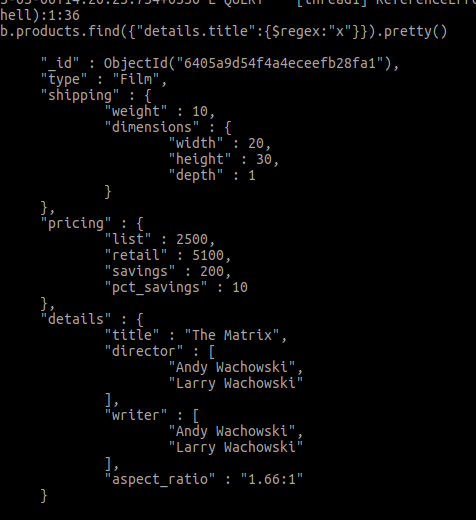 hell):1:36
b.products.find({"details.title":{$regex:"x"}}).pretty()
"_id" : ObjectId("6405a9d54f4a4eceefb28fa1"),
"type" : "Film",
"shipping" : {
"weight" : 10,
"dimensions" : {
"width" : 20,
"height" : 30,
"depth" : 1
}
},
"pricing" : {
"list" : 2500,
"retail" : 5100,
"savings" : 200,
"pct_savings" : 10
},
"details" : {
"title" : "The Matrix",
"director" : [
"Andy Wachowski",
"Larry Wachowski"
],
"writer" : [
"Andy Wachowski",
"Larry Wachowski"
],
"aspect_ratio" : "1.66:1"
}